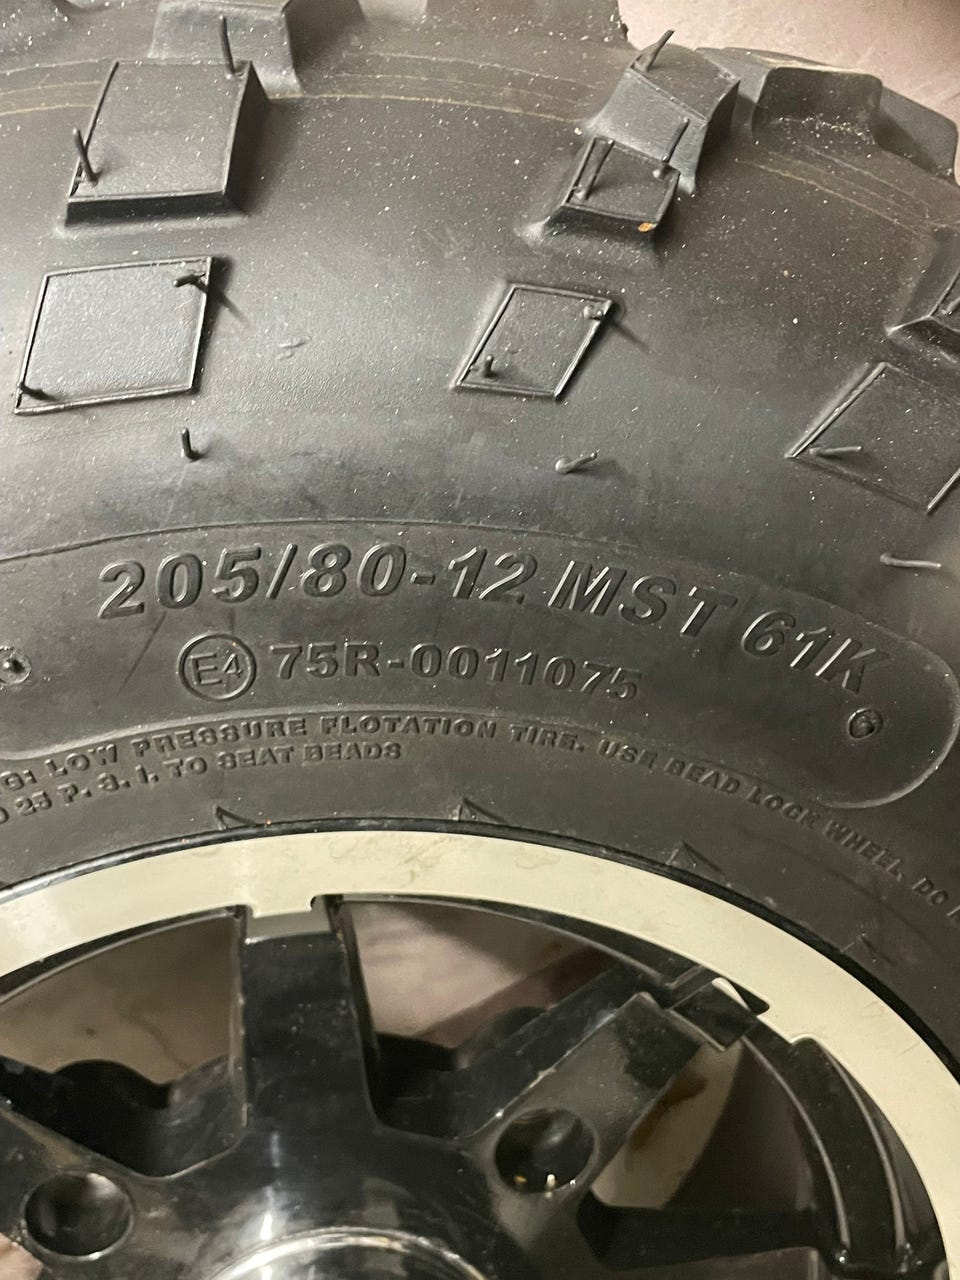 205/80-12 MST 61K
E4 75R-0011075
G: LOW PRESSURE FLOTATION TIRE. USE BEAD LOCK WHEEL. DO
25 P. S. I. TO SEAT BEADS